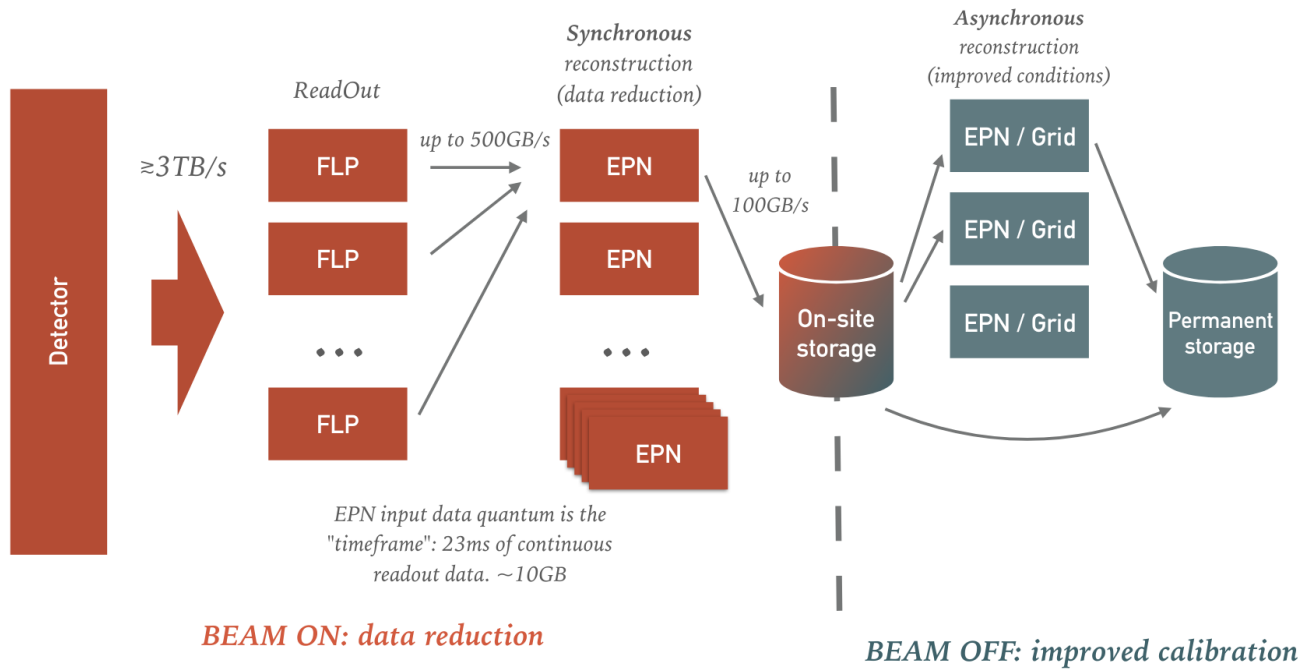 Detector
≳3TB/s
ReadOut
FLP
FLP
...
FLP
up to 500GB/s
Synchronous
reconstruction
(data reduction)
EPN
EPN
...
EPN
EPN input data quantum is the
"timeframe": 23ms of continuous
readout data. ~10GB
up to
100GB/s
On-site
storage
Asynchronous
reconstruction
(improved conditions)
EPN / Grid
EPN / Grid
EPN / Grid
Permanent
storage
BEAM ON: data reduction
BEAM OFF: improved calibration